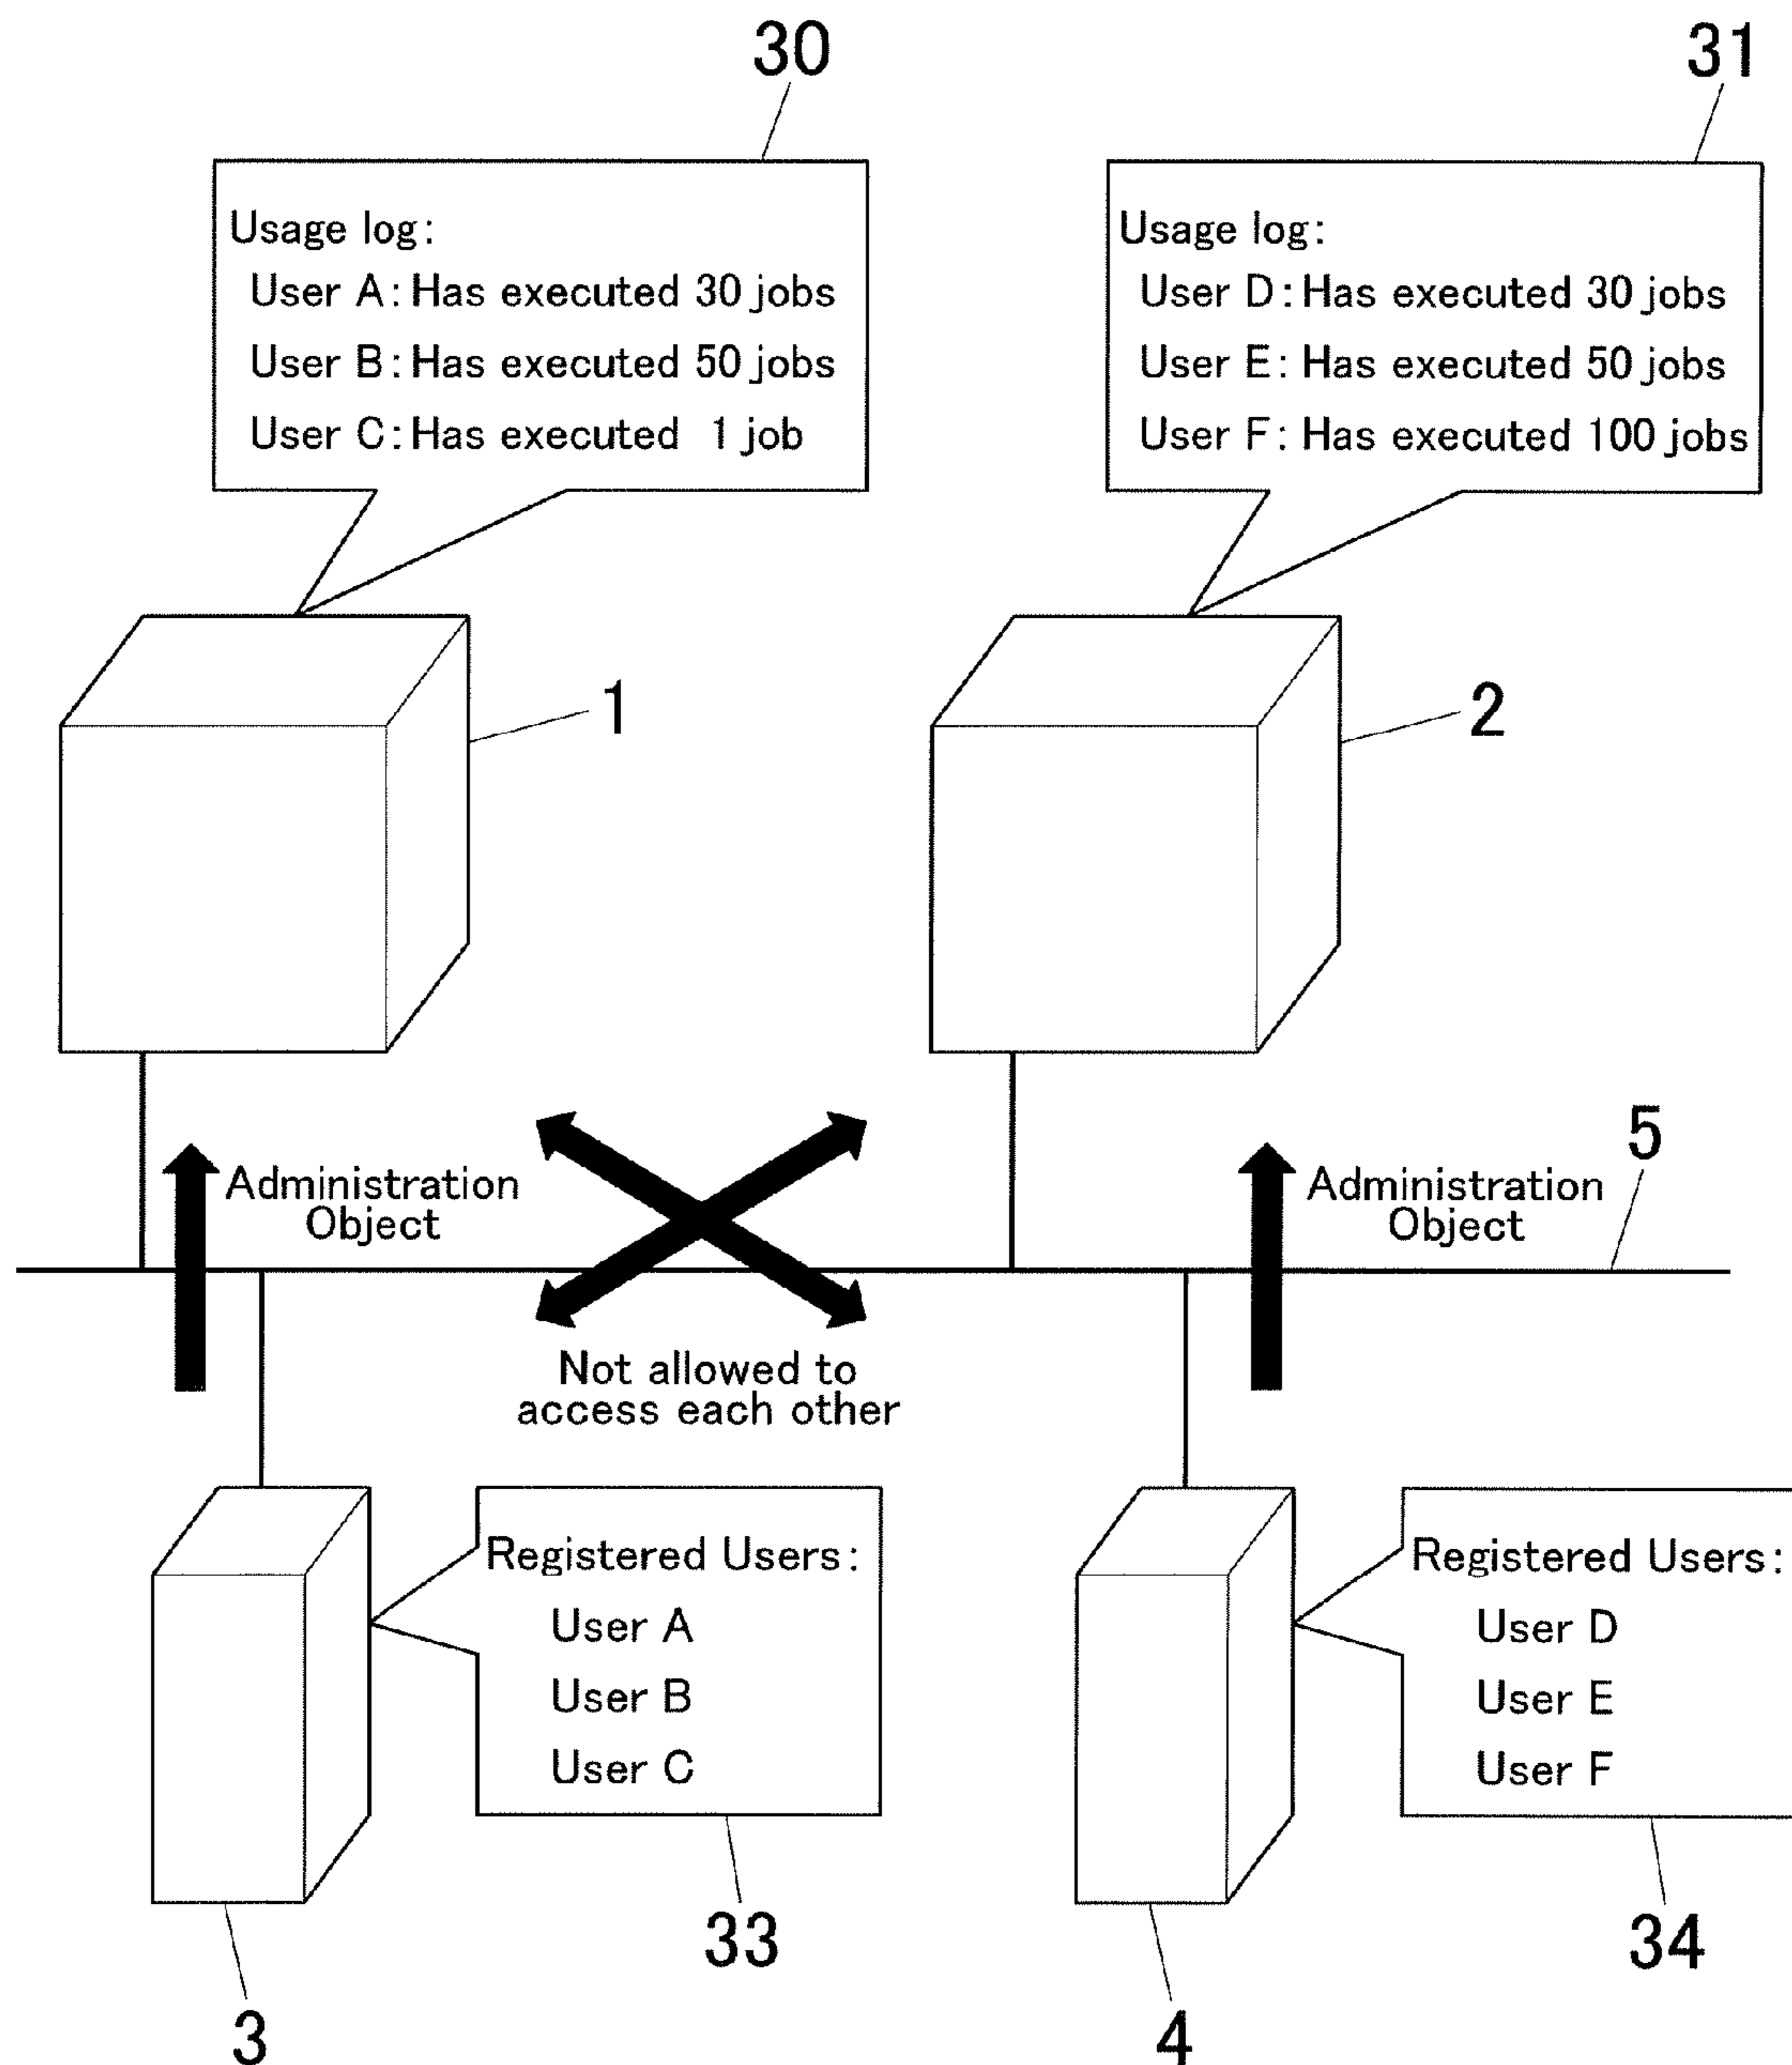 30
31
Usage log:
User A: Has executed 30 jobs
User B: Has executed 50 jobs
User C: Has executed 1 job
Usage log:
User D: Has executed 30 jobs
User E: Has executed 50 jobs
User F: Has executed 100 jobs
1
2
5
Administration
Object
Administration
Object
Not allowed to
access each other
Registered Users:
User A
User B
User C
Registered Users:
User D
User E
User F
33
34
3
4